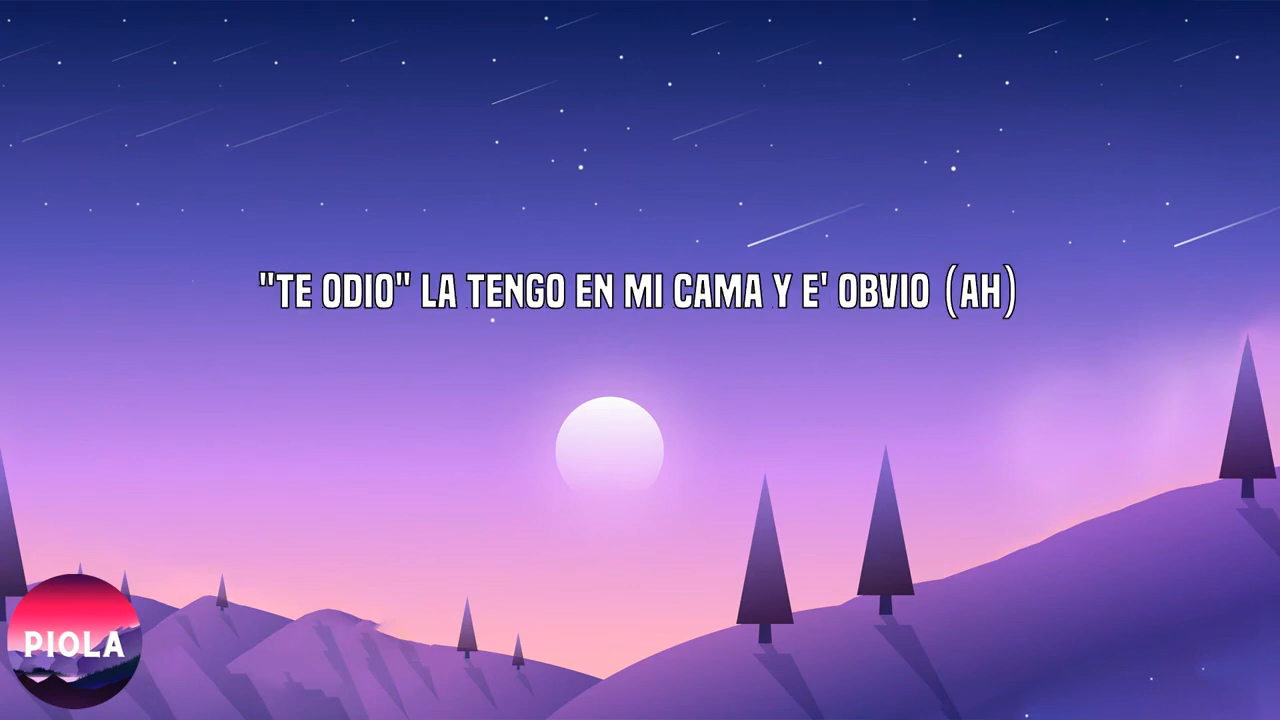 "TE ODIO" LA TENGO EN MI CAMA Y E' OBVIO (AH)
PIOLA